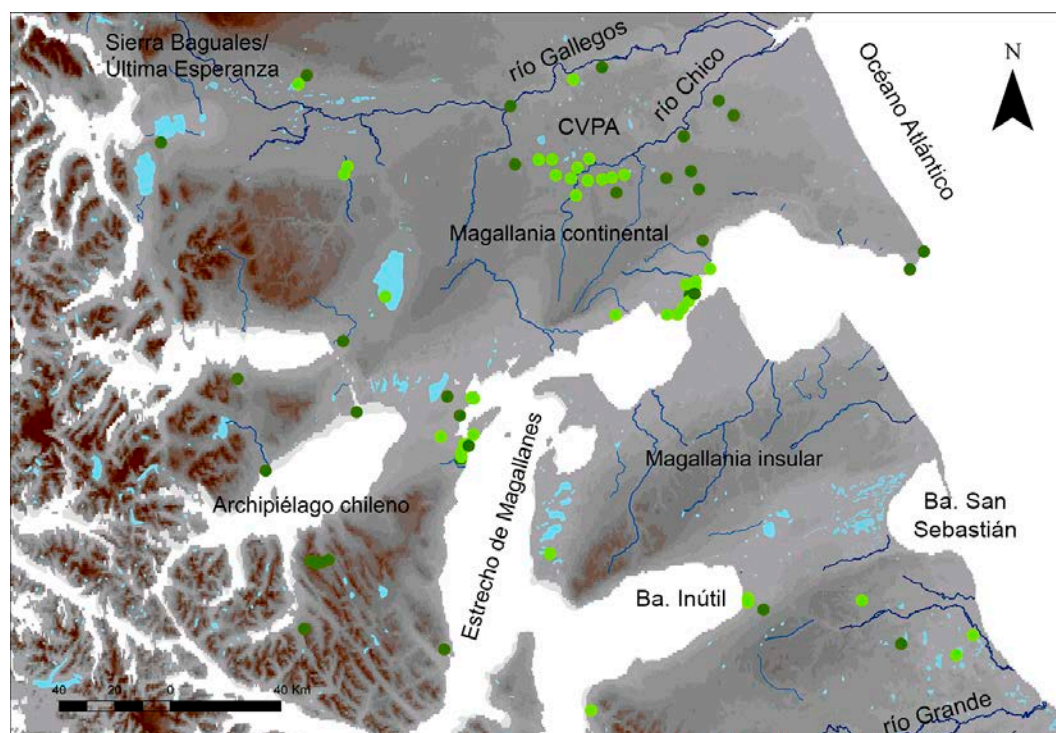 Sierra Baguales/
Última Esperanza
río Gallegos
río Chico
CVPA
Océano Atlántico
N
Magallania continental
Estrecho de Magallanes
Magallania insular
Archipiélago chileno
Ba. San
Sebastián
Ba. Inútil
río Grande
40 20 0 40 Km